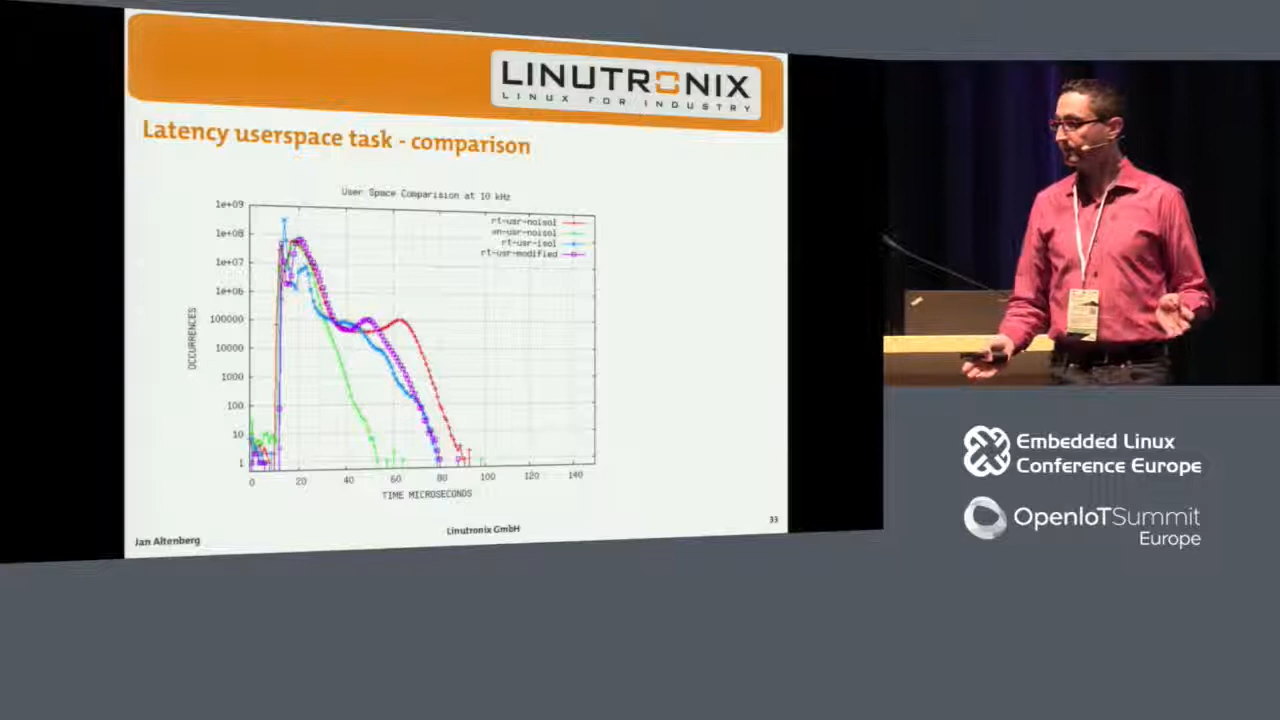 LINUTRONIX
LINUX FOR INDUSTRY
Latency userspace task - comparison
User Space Comparision at 10 kHz
rt-usr-noisol
xn-usr-noisol
rt-usr-isol
rt-usr-modified
OCCURRENCES
1e+09
1e+08
1e+07
1e+06
100000
10000
1000
100
10
1
0 20 40 60 80 100 120 140
TIME MICROSECONDS
Jan Altenberg
Linutronix GmbH
33
Embedded Linux
Conference Europe
OpenIoTSummit
Europe